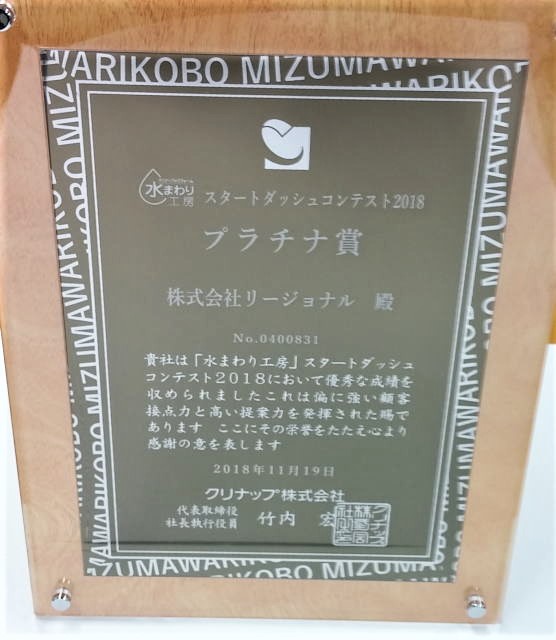 MIZUMAWARIKOBO MIZUMAWARIKOBO
水まわり工房
スタートダッシュコンテスト2018
プラチナ賞
株式会社リージョナル 殿
No.0400831
貴社は「水まわり工房」スタートダッシュ
コンテスト2018において優秀な成績を
収められましたこれは偏に強い顧客
接点力と高い提案力を発揮された賜で
あります ここにその栄誉をたたえ心より
感謝の意を表します
2018年11月19日
クリナップ株式会社
代表取締役
社長執行役員 竹内 宏